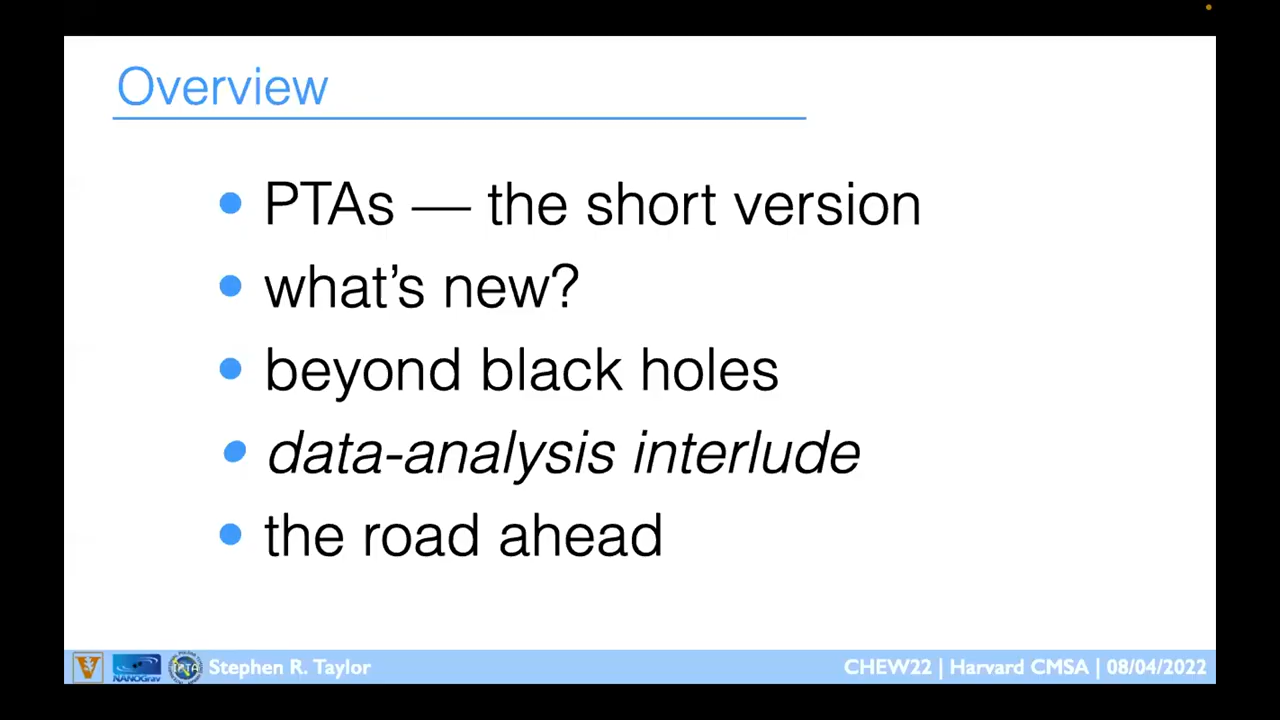 Overview
• PTAs — the short version
• what's new?
• beyond black holes
• data-analysis interlude
• the road ahead
V NANOGrav IPTA Stephen R. Taylor CHEW22 | Harvard CMSA | 08/04/2022